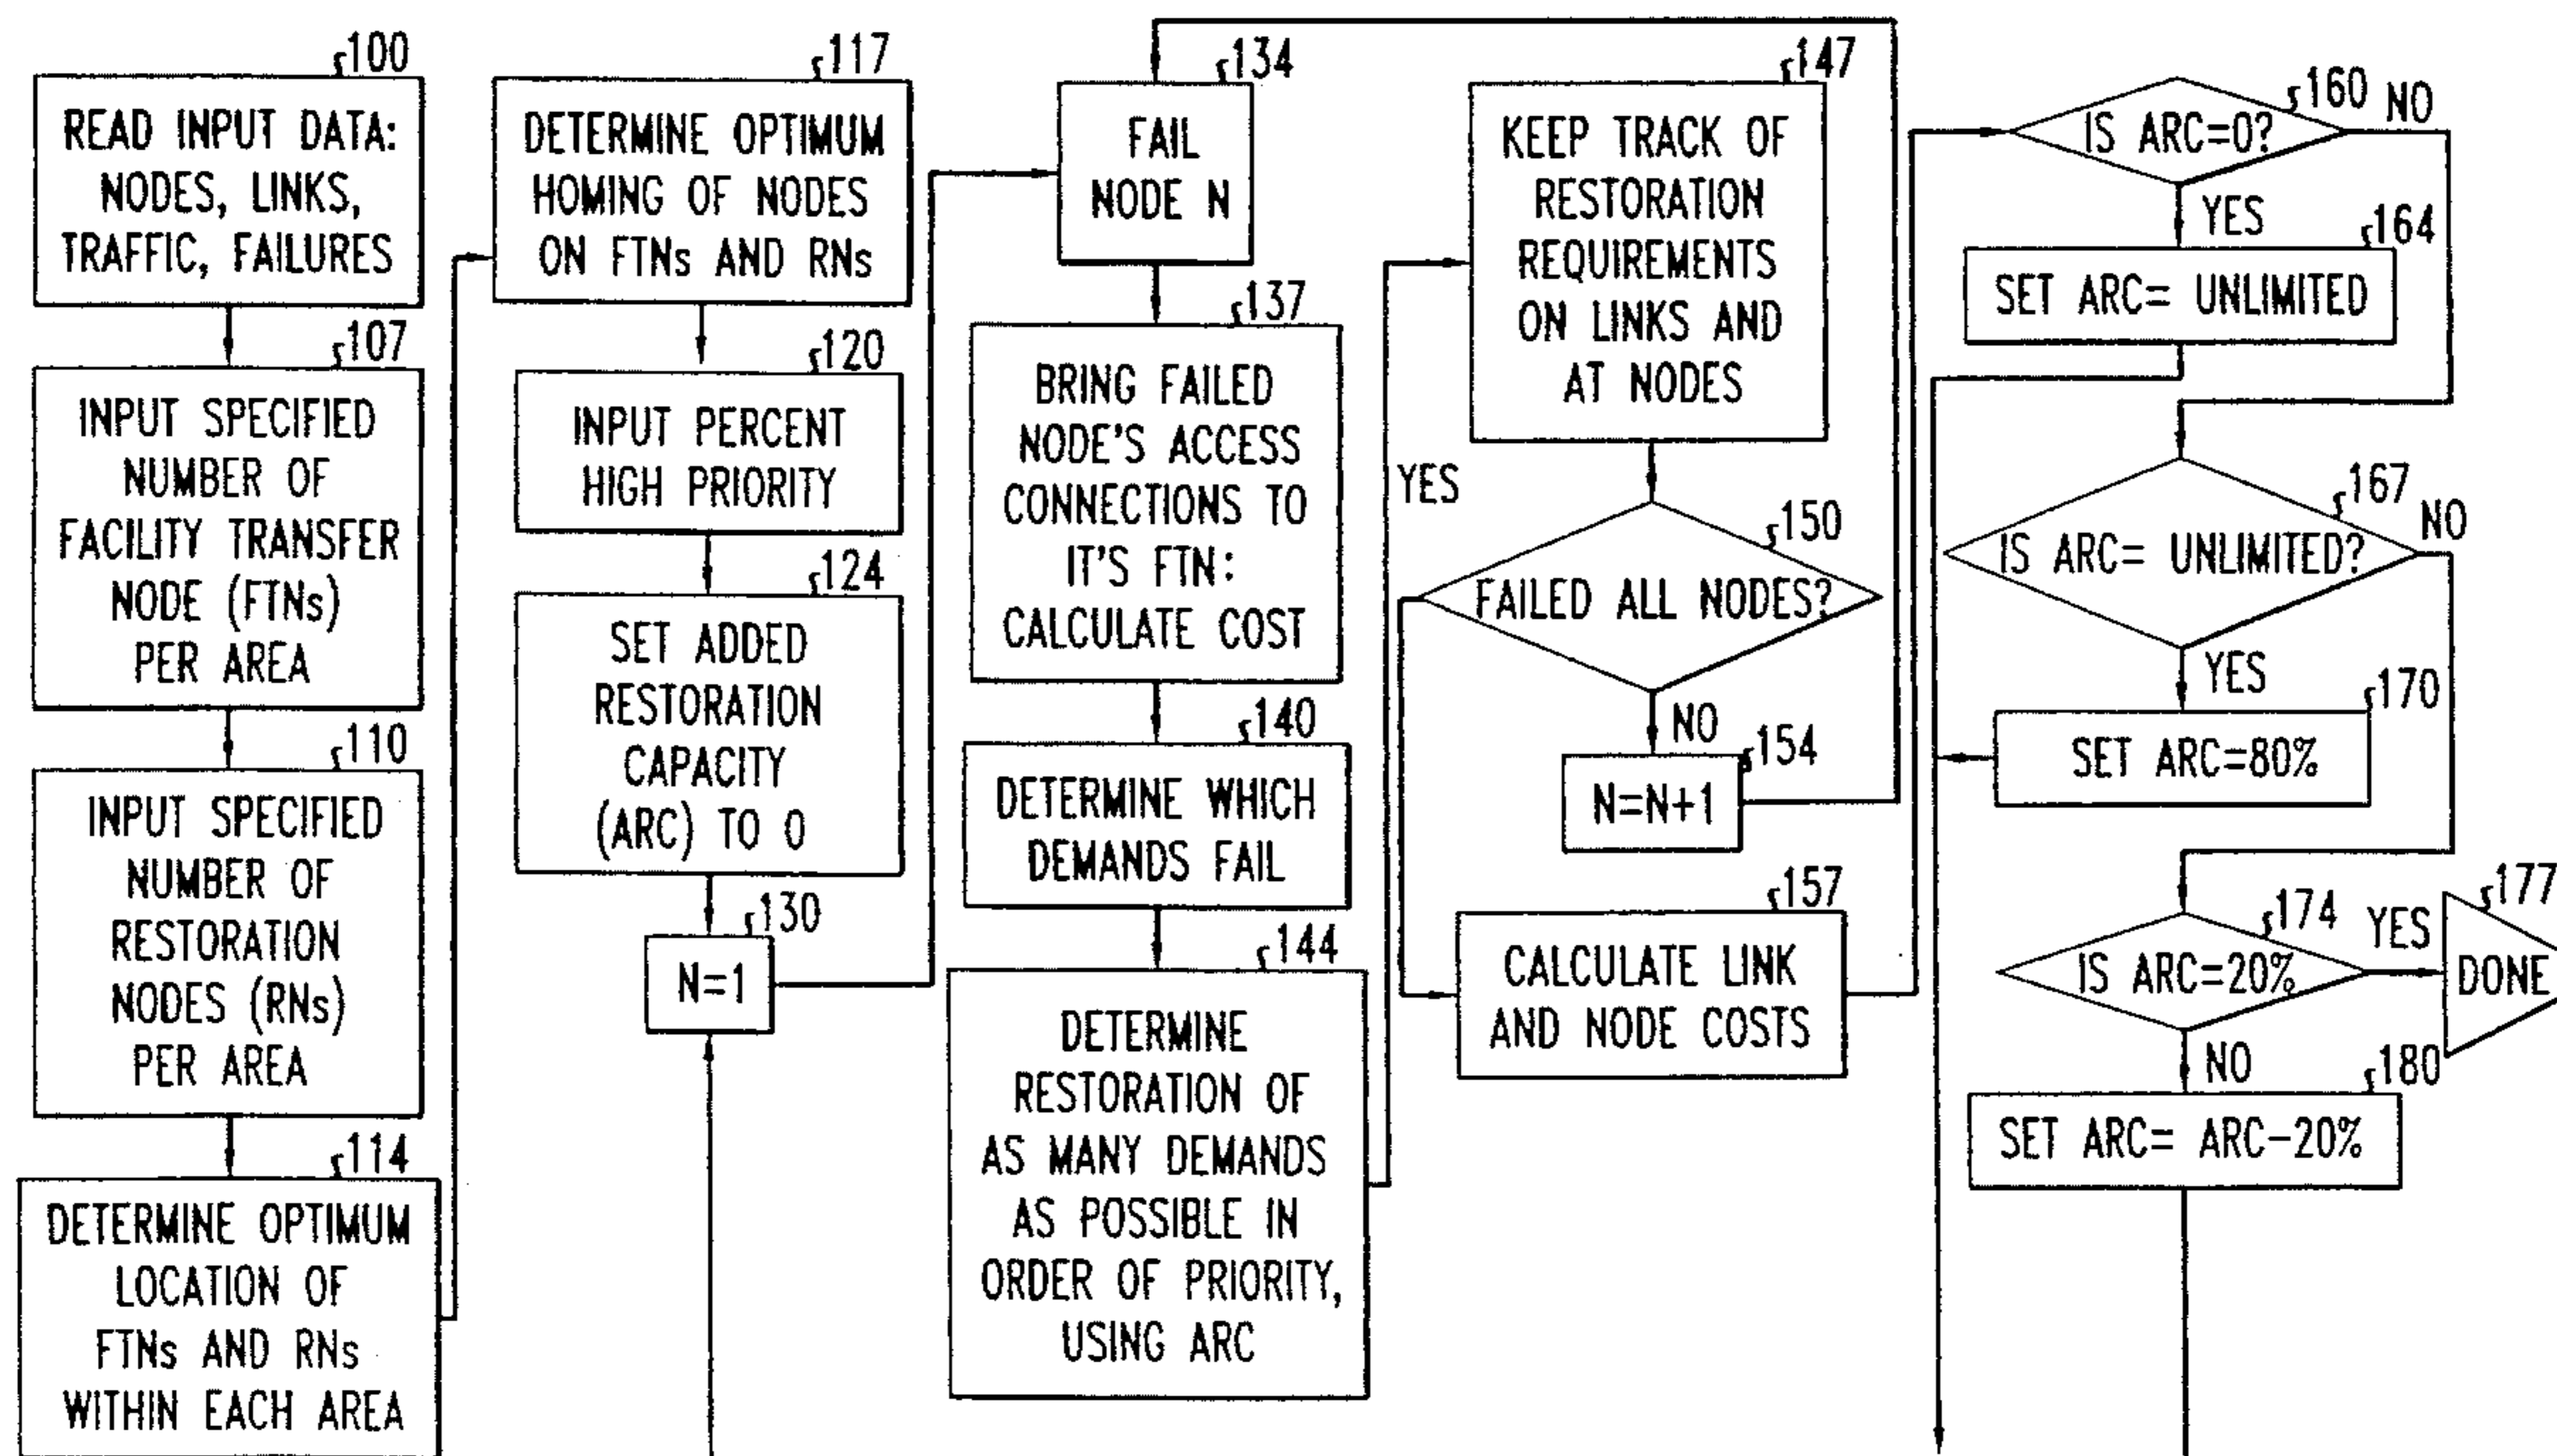 100
READ INPUT DATA:
NODES, LINKS,
TRAFFIC, FAILURES
107
INPUT SPECIFIED
NUMBER OF
FACILITY TRANSFER
NODE (FTNs)
PER AREA
110
INPUT SPECIFIED
NUMBER OF
RESTORATION
NODES (RNs)
PER AREA
114
DETERMINE OPTIMUM
LOCATION OF
FTNs AND RNs
WITHIN EACH AREA
117
DETERMINE OPTIMUM
HOMING OF NODES
ON FTNs AND RNs
120
INPUT PERCENT
HIGH PRIORITY
124
SET ADDED
RESTORATION
CAPACITY
(ARC) TO 0
130
N=1
134
FAIL
NODE N
137
BRING FAILED
NODE'S ACCESS
CONNECTIONS TO
IT'S FTN:
CALCULATE COST
140
DETERMINE WHICH
DEMANDS FAIL
144
DETERMINE
RESTORATION OF
AS MANY DEMANDS
AS POSSIBLE IN
ORDER OF PRIORITY,
USING ARC
147
KEEP TRACK OF
RESTORATION
REQUIREMENTS
ON LINKS AND
AT NODES
YES
150
FAILED ALL NODES?
NO
154
N=N+1
157
CALCULATE LINK
AND NODE COSTS
160
NO
IS ARC=0?
YES
164
SET ARC= UNLIMITED
167
NO
IS ARC= UNLIMITED?
YES
170
SET ARC=80%
174
YES
IS ARC=20%
177
DONE
NO
180
SET ARC= ARC-20%